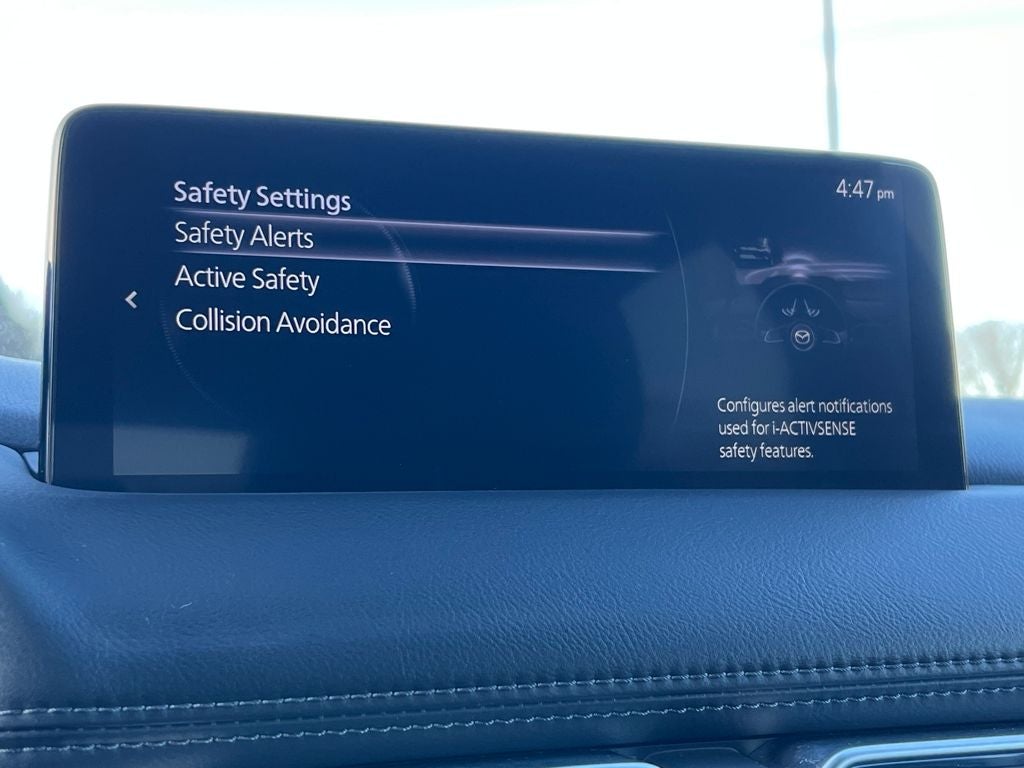 Safety Settings
4:47 pm
Safety Alerts
Active Safety
Collision Avoidance
Configures alert notifications
used for i-ACTIVSENSE
safety features.